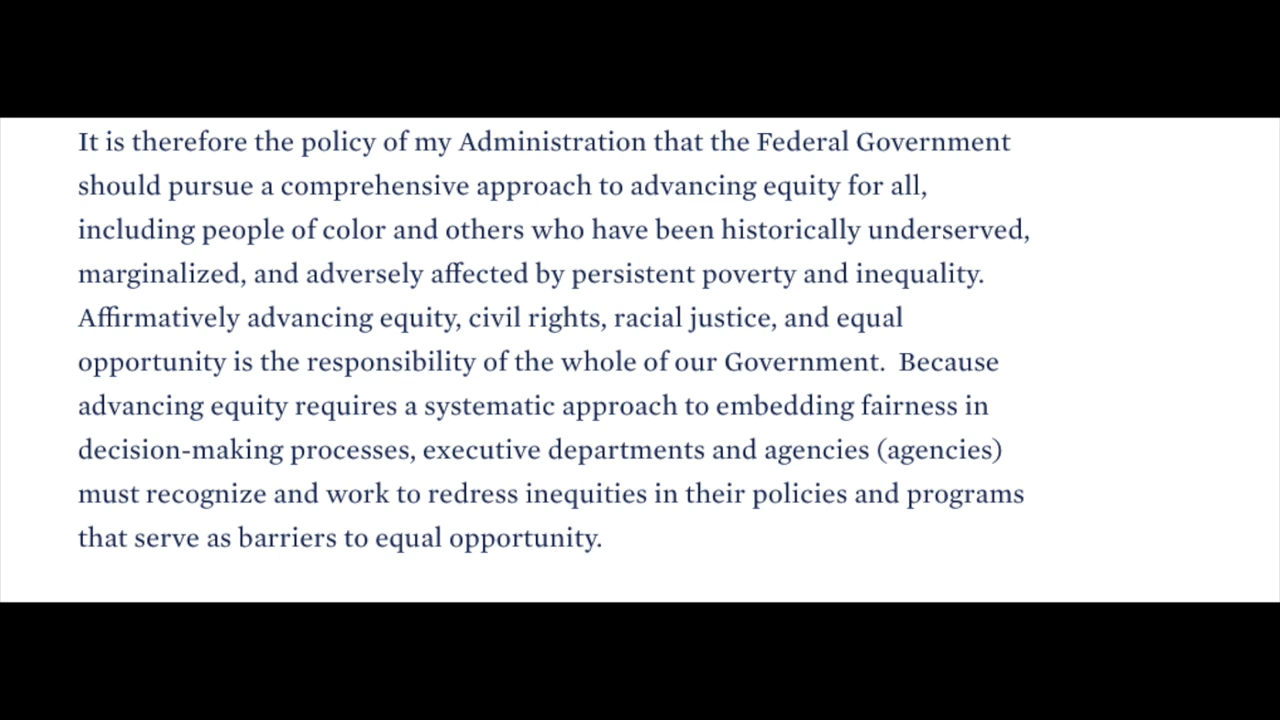 It is therefore the policy of my Administration that the Federal Government
should pursue a comprehensive approach to advancing equity for all,
including people of color and others who have been historically underserved,
marginalized, and adversely affected by persistent poverty and inequality.
Affirmatively advancing equity, civil rights, racial justice, and equal
opportunity is the responsibility of the whole of our Government.  Because
advancing equity requires a systematic approach to embedding fairness in
decision-making processes, executive departments and agencies (agencies)
must recognize and work to redress inequities in their policies and programs
that serve as barriers to equal opportunity.